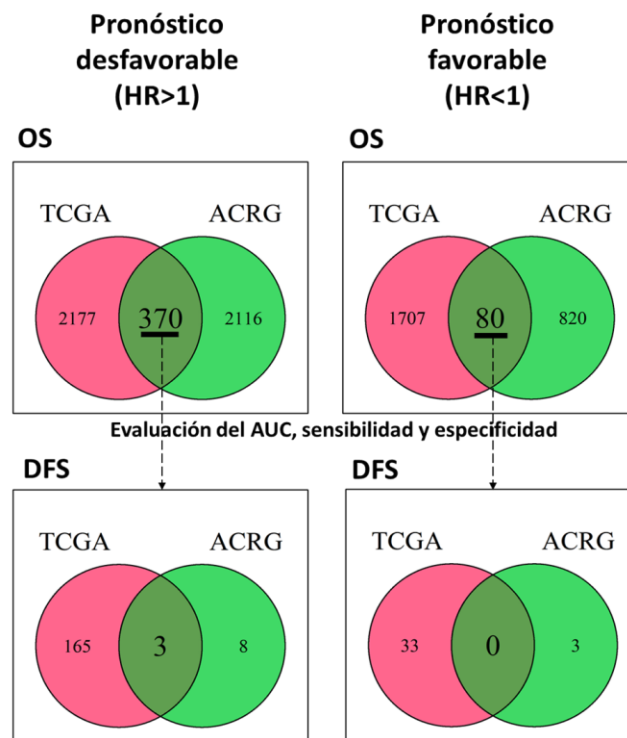 Pronóstico
desfavorable
(HR>1)
Pronóstico
favorable
(HR<1)
OS
TCGA ACRG
2177 370 2116
OS
TCGA ACRG
1707 80 820
Evaluación del AUC, sensibilidad y especificidad
DFS
TCGA ACRG
165 3 8
DFS
TCGA ACRG
33 0 3